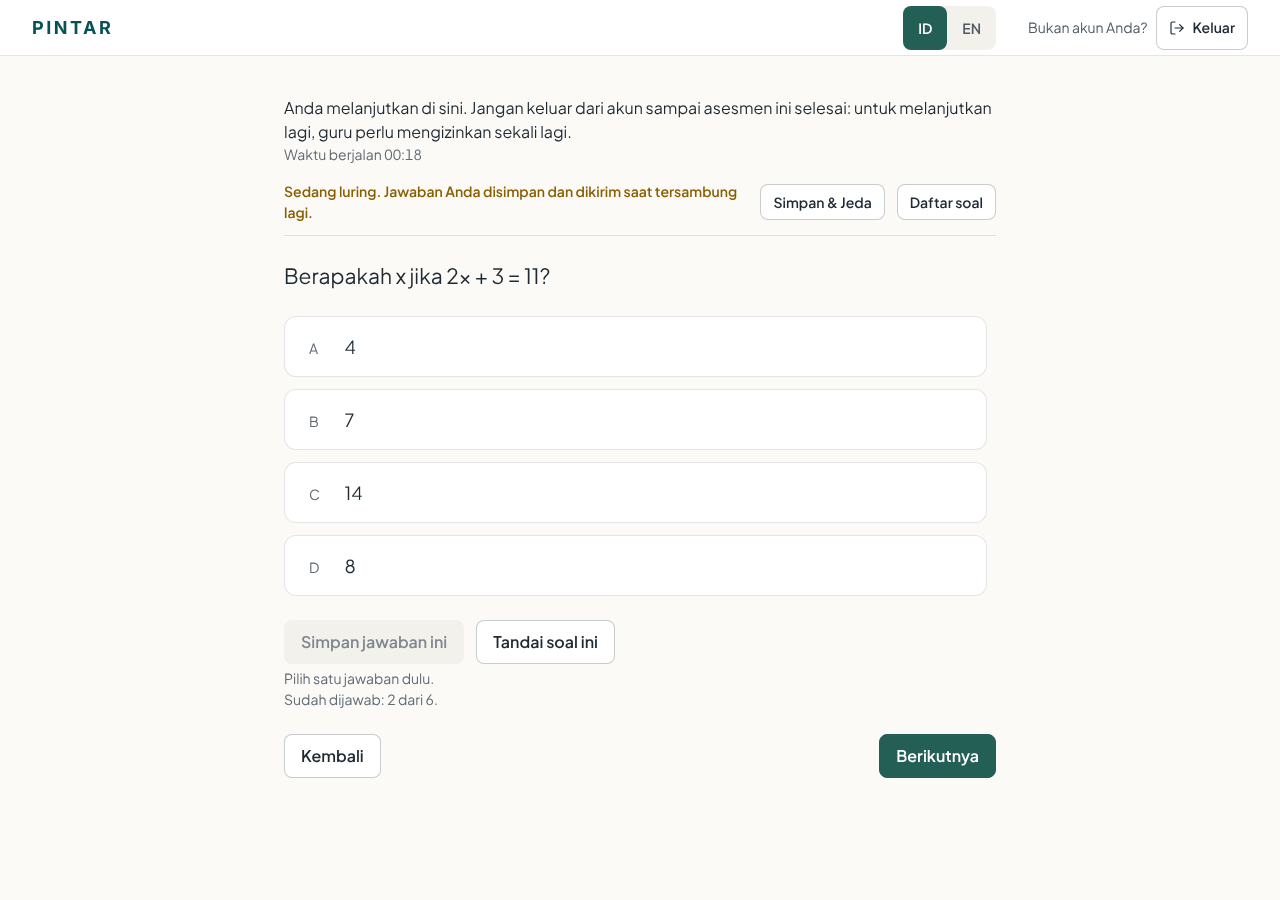 PINTAR
ID
EN
Bukan akun Anda?
Keluar
Anda melanjutkan di sini. Jangan keluar dari akun sampai asesmen ini selesai: untuk melanjutkan
lagi, guru perlu mengizinkan sekali lagi.
Waktu berjalan 00:18
Sedang luring. Jawaban Anda disimpan dan dikirim saat tersambung
lagi.
Simpan & Jeda
Daftar soal
Berapakah x jika 2× + 3 = 11?
A 4
B 7
C 14
D 8
Simpan jawaban ini
Tandai soal ini
Pilih satu jawaban dulu.
Sudah dijawab: 2 dari 6.
Kembali
Berikutnya